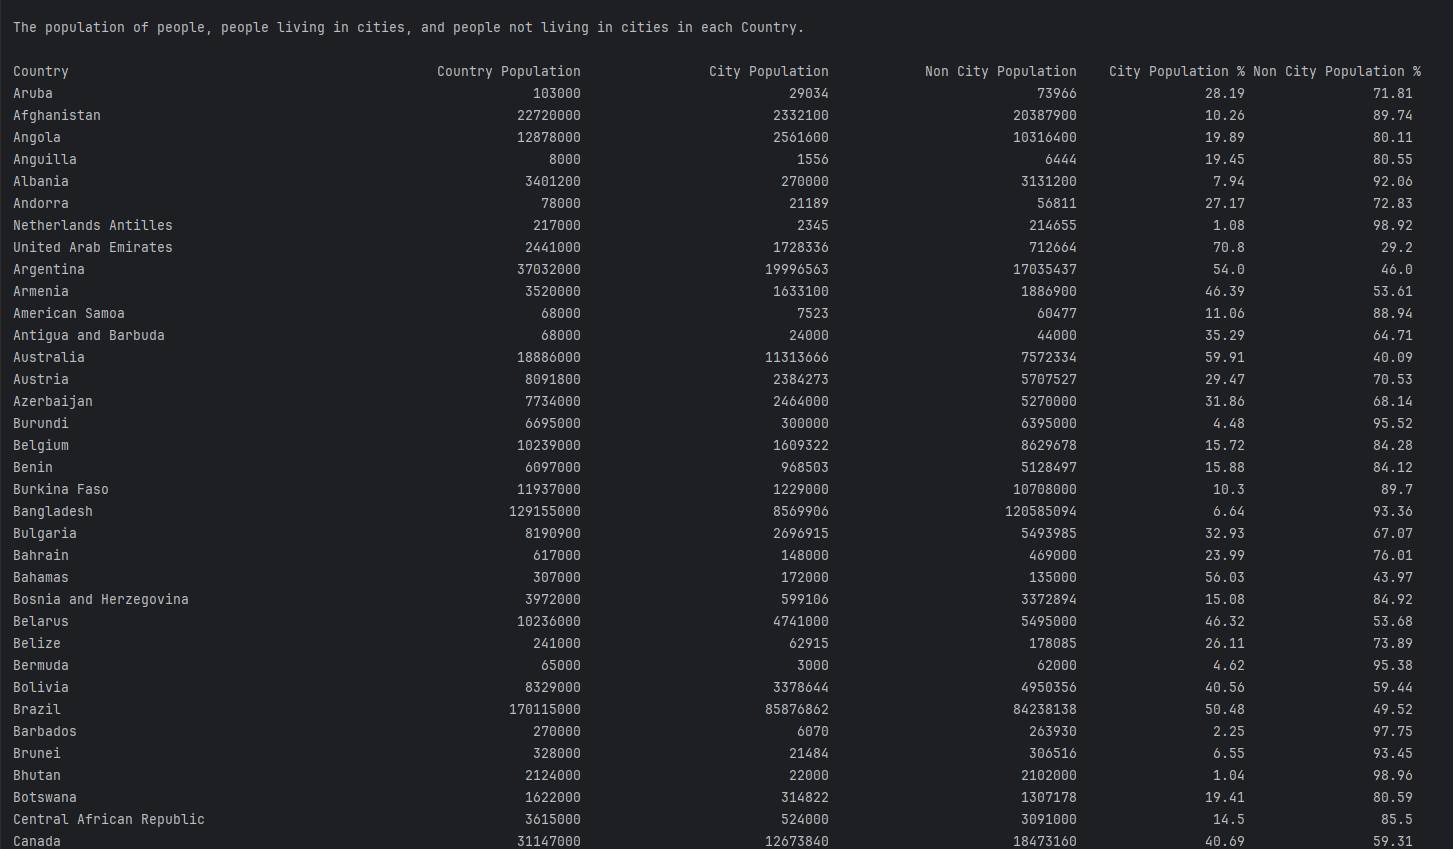 The population of people, people living in cities, and people not living in cities in each Country.
Country Country Population City Population Non City Population City Population % Non City Population %
Aruba 103000 29034 73966 28.19 71.81
Afghanistan 22720000 2332100 20387900 10.26 89.74
Angola 12878000 2561600 10316400 19.89 80.11
Anguilla 8000 1556 6444 19.45 80.55
Albania 3401200 270000 3131200 7.94 92.06
Andorra 78000 21189 56811 27.17 72.83
Netherlands Antilles 217000 2345 214655 1.08 98.92
United Arab Emirates 2441000 1728336 712664 70.8 29.2
Argentina 37032000 19996563 17035437 54.0 46.0
Armenia 3520000 1633100 1886900 46.39 53.61
American Samoa 68000 7523 60477 11.06 88.94
Antigua and Barbuda 68000 24000 44000 35.29 64.71
Australia 18886000 11313666 7572334 59.91 40.09
Austria 8091800 2384273 5707527 29.47 70.53
Azerbaijan 7734000 2464000 5270000 31.86 68.14
Burundi 6695000 300000 6395000 4.48 95.52
Belgium 10239000 1609322 8629678 15.72 84.28
Benin 6097000 968503 5128497 15.88 84.12
Burkina Faso 11937000 1229000 10708000 10.3 89.7
Bangladesh 129155000 8569906 120585094 6.64 93.36
Bulgaria 8190900 2696915 5493985 32.93 67.07
Bahrain 617000 148000 469000 23.99 76.01
Bahamas 307000 172000 135000 56.03 43.97
Bosnia and Herzegovina 3972000 599106 3372894 15.08 84.92
Belarus 10236000 4741000 5495000 46.32 53.68
Belize 241000 62915 178085 26.11 73.89
Bermuda 65000 3000 62000 4.62 95.38
Bolivia 8329000 3378644 4950356 40.56 59.44
Brazil 170115000 85876862 84238138 50.48 49.52
Barbados 270000 6070 263930 2.25 97.75
Brunei 328000 21484 306516 6.55 93.45
Bhutan 2124000 22000 2102000 1.04 98.96
Botswana 1622000 314822 1307178 19.41 80.59
Central African Republic 3615000 524000 3091000 14.5 85.5
Canada 31147000 12673840 18473160 40.69 59.31